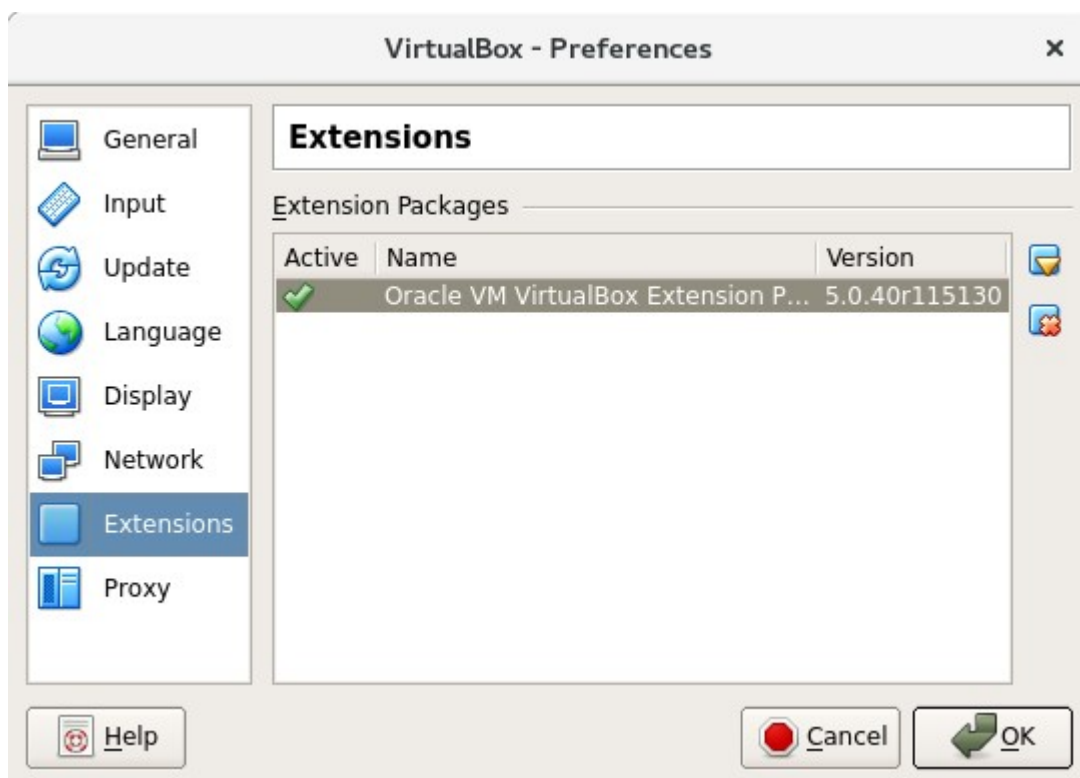 VirtualBox - Preferences
General
Input
Update
Language
Display
Network
Extensions
Proxy
Extensions
Extension Packages
Active Name Version
Oracle VM VirtualBox Extension P... 5.0.40r115130
Help
Cancel
OK